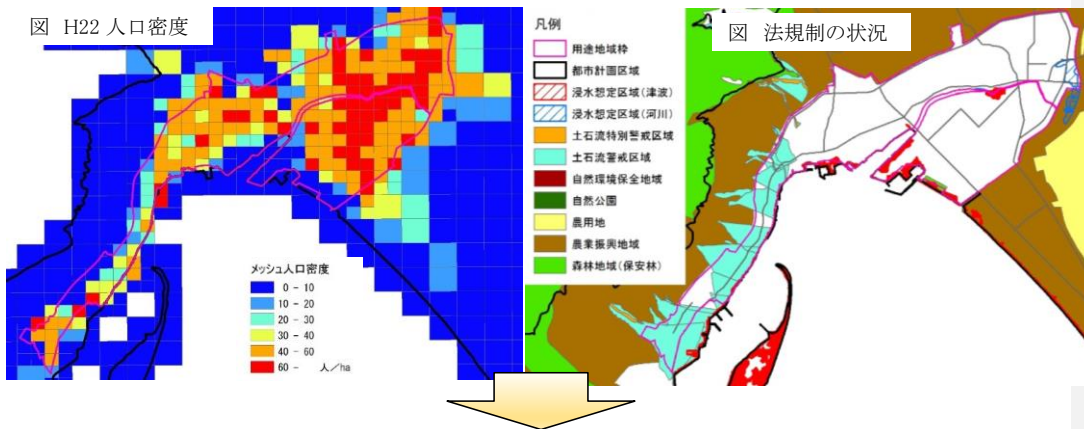 図 H22 人口密度
メッシュ人口密度
0 - 10
10 - 20
20 - 30
30 - 40
40 - 60
60 - 人/ha
凡例
用途地域枠
都市計画区域
浸水想定区域(津波)
浸水想定区域(河川)
土石流特別警戒区域
土石流警戒区域
自然環境保全地域
自然公園
農用地
農業振興地域
森林地域(保安林)
図 法規制の状況